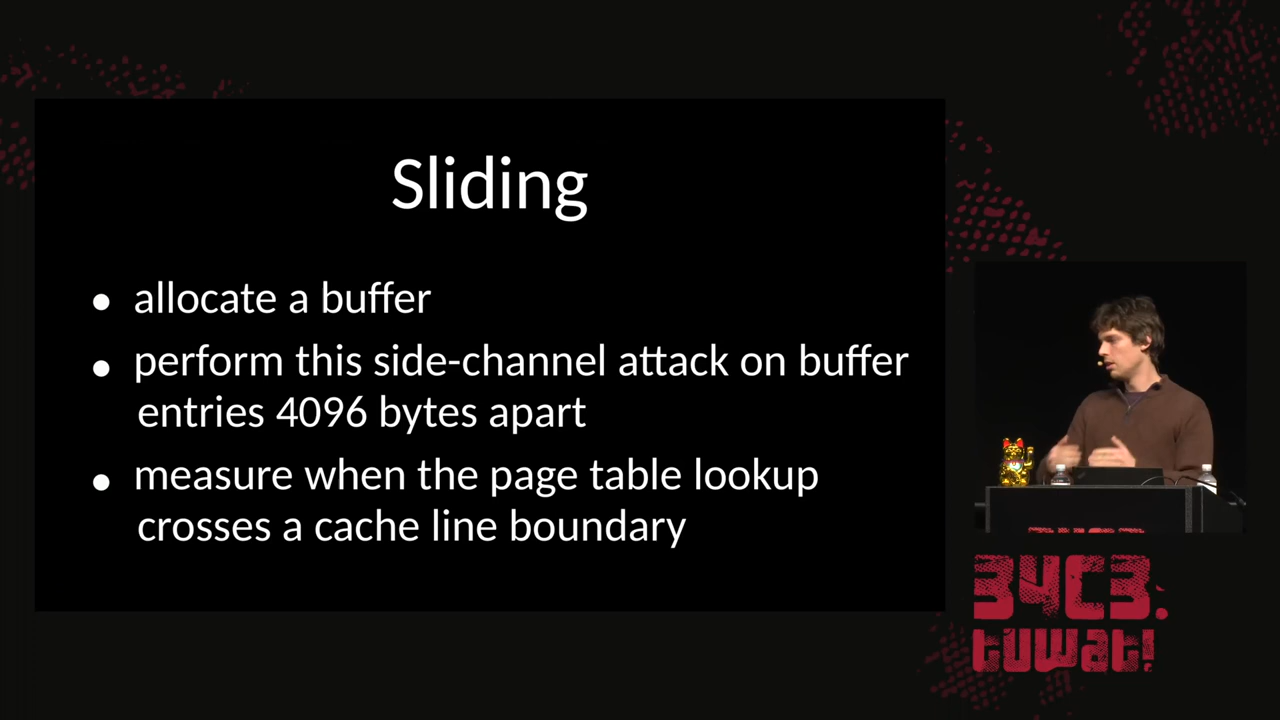 Sliding
● allocate a buffer
● perform this side-channel attack on buffer
entries 4096 bytes apart
● measure when the page table lookup
crosses a cache line boundary
34C3.
tuwat!